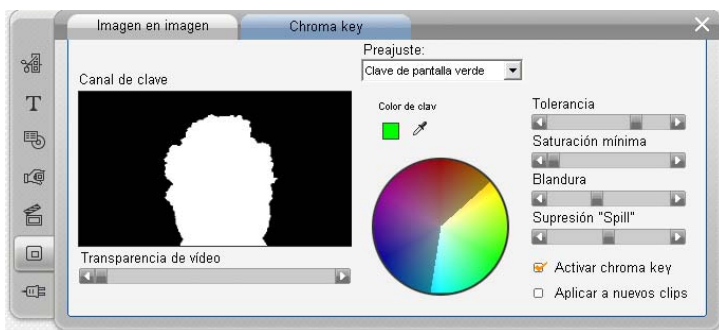 Imagen en imagen
Chroma key
Preajuste:
Clave de pantalla verde
Canal de clave
Color de clav
Tolerancia
Saturación mínima
Blandura
Supresión "Spill"
Transparencia de vídeo
Activar chroma key
Aplicar a nuevos clips
T